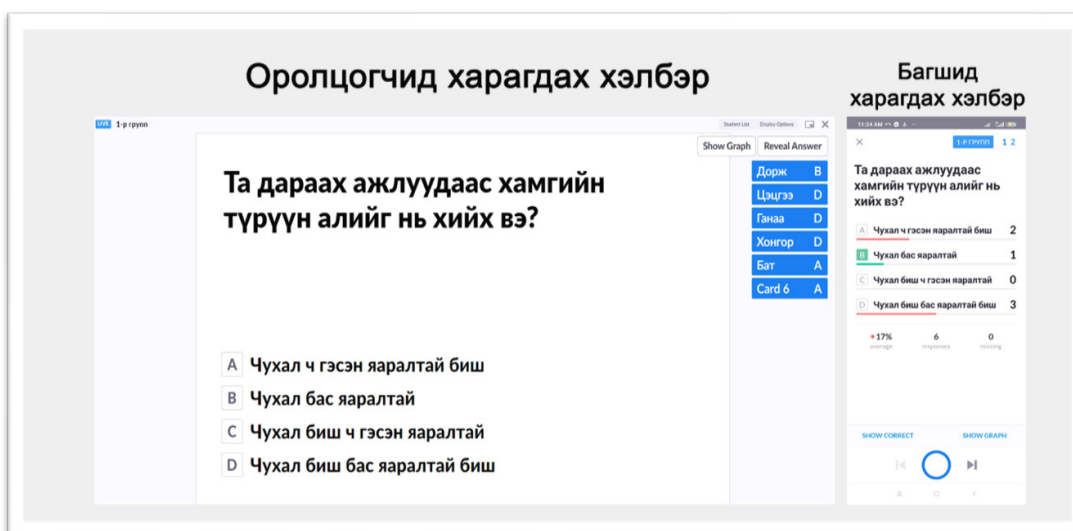 Оролцогчид харагдах хэлбэр
Багшид
харагдах хэлбэр
LIVE 1-р групп
Student List Display Options
Show Graph Reveal Answer
Та дараах ажлуудаас хамгийн
түрүүн алийг нь хийх вэ?
Дорж B
Цэцгээ D
Ганаа D
Хонгор D
Бат A
Card 6 A
A Чухал ч гэсэн яаралтай биш
B Чухал бас яаралтай
C Чухал биш ч гэсэн яаралтай
D Чухал биш бас яаралтай биш
11:24 AM
1-Р ГРУПП 1 2
Та дараах ажлуудаас
хамгийн түрүүн алийг нь
хийх вэ?
A Чухал ч гэсэн яаралтай биш 2
B Чухал бас яаралтай 1
C Чухал биш ч гэсэн яаралтай 0
D Чухал биш бас яаралтай биш 3
17% 6 0
average responses missing
SHOW CORRECT SHOW GRAPH